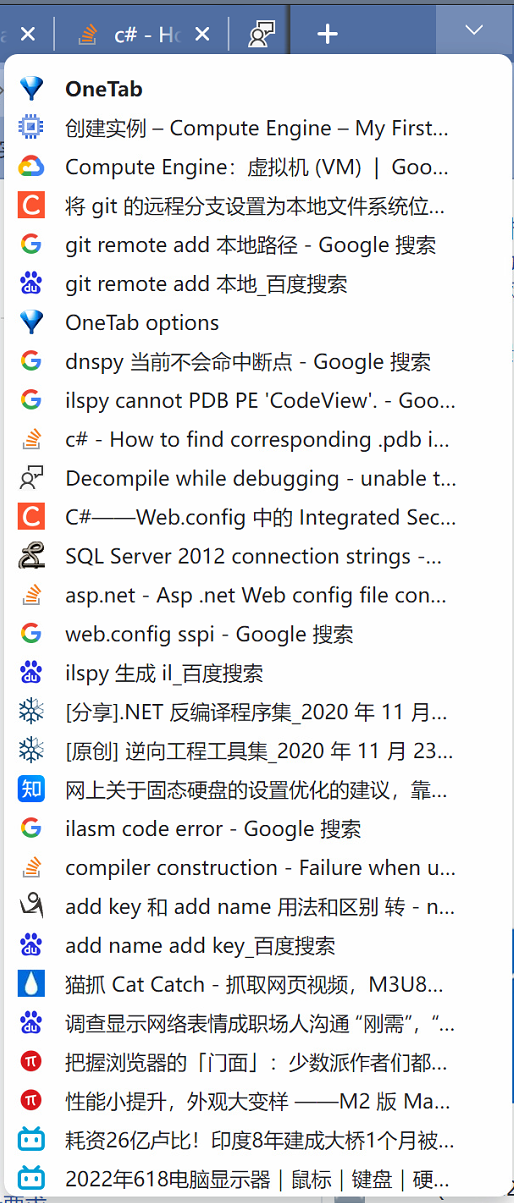 c# - Ho
OneTab
创建实例 – Compute Engine – My First...
Compute Engine：虚拟机 (VM) | Goo...
将 git 的远程分支设置为本地文件系统位...
git remote add 本地路径 - Google 搜索
git remote add 本地_百度搜索
OneTab options
dnspy 当前不会命中断点 - Google 搜索
ilspy cannot PDB PE 'CodeView'. - Goo...
c# - How to find corresponding .pdb i...
Decompile while debugging - unable t...
C#——Web.config 中的 Integrated Sec...
SQL Server 2012 connection strings -...
asp.net - Asp .net Web config file con...
web.config sspi - Google 搜索
ilspy 生成 il_百度搜索
[分享].NET 反编译程序集_2020 年 11 月...
[原创] 逆向工程工具集_2020 年 11 月 23...
知 网上关于固态硬盘的设置优化的建议，靠...
ilasm code error - Google 搜索
compiler construction - Failure when u...
add key 和 add name 用法和区别 转 - n...
add name add key_百度搜索
猫抓 Cat Catch - 抓取网页视频，M3U8...
调查显示网络表情成职场人沟通 “刚需”，“...
把握浏览器的「门面」：少数派作者们都...
性能小提升，外观大变样 ——M2 版 Ma...
耗资26亿卢比！印度8年建成大桥1个月被...
2022年618电脑显示器 | 鼠标 | 键盘 | 硬...